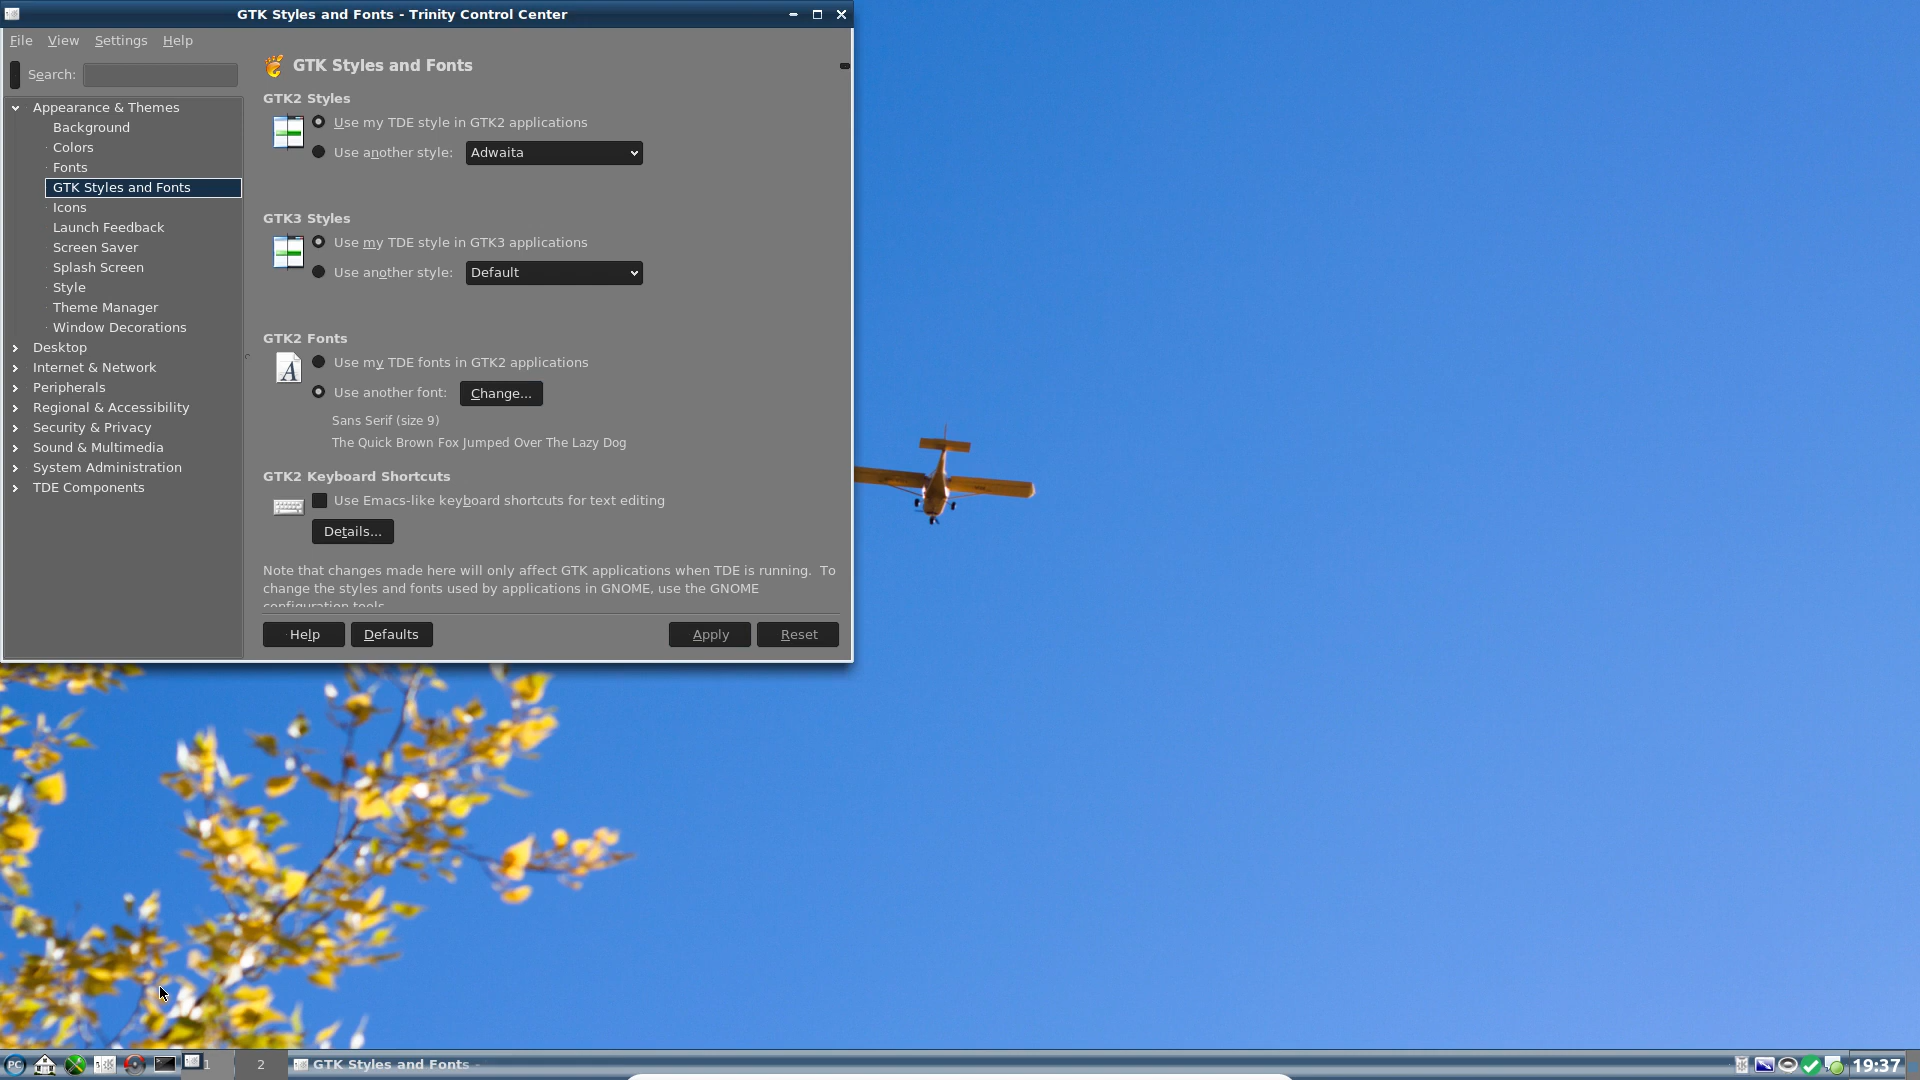 GTK Styles and Fonts - Trinity Control Center
File View Settings Help
Search:
Appearance & Themes
Background
Colors
Fonts
GTK Styles and Fonts
Icons
Launch Feedback
Screen Saver
Splash Screen
Style
Theme Manager
Window Decorations
Desktop
Internet & Network
Peripherals
Regional & Accessibility
Security & Privacy
Sound & Multimedia
System Administration
TDE Components
GTK Styles and Fonts
GTK2 Styles
Use my TDE style in GTK2 applications
Use another style: Adwaita
GTK3 Styles
Use my TDE style in GTK3 applications
Use another style: Default
GTK2 Fonts
Use my TDE fonts in GTK2 applications
Use another font: Change...
Sans Serif (size 9)
The Quick Brown Fox Jumped Over The Lazy Dog
GTK2 Keyboard Shortcuts
Use Emacs-like keyboard shortcuts for text editing
Details...
Note that changes made here will only affect GTK applications when TDE is running. To
change the styles and fonts used by applications in GNOME, use the GNOME
configuration tools.
Help Defaults Apply Reset
PC 1 2 GTK Styles and Fonts - 19:37